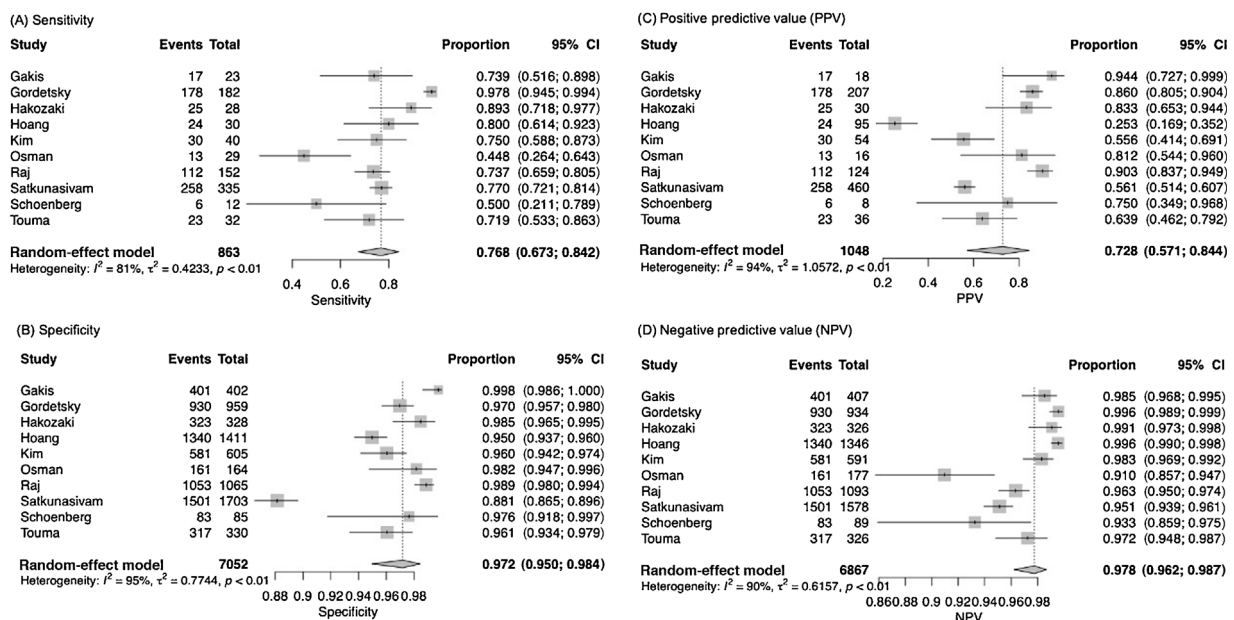 (A) Sensitivity
Study Events Total Proportion 95% CI
Gakis 17 23 0.739 (0.516; 0.898)
Gordetsky 178 182 0.978 (0.945; 0.994)
Hakozaki 25 28 0.893 (0.718; 0.977)
Hoang 24 30 0.800 (0.614; 0.923)
Kim 30 40 0.750 (0.588; 0.873)
Osman 13 29 0.448 (0.264; 0.643)
Raj 112 152 0.737 (0.659; 0.805)
Satkunasivam 258 335 0.770 (0.721; 0.814)
Schoenberg 6 12 0.500 (0.211; 0.789)
Touma 23 32 0.719 (0.533; 0.863)
Random-effect model 863 0.768 (0.673; 0.842)
Heterogeneity: I² = 81%, τ² = 0.4233, p < 0.01
0.4 0.6 0.8
Sensitivity
(B) Specificity
Study Events Total Proportion 95% CI
Gakis 401 402 0.998 (0.986; 1.000)
Gordetsky 930 959 0.970 (0.957; 0.980)
Hakozaki 323 328 0.985 (0.965; 0.995)
Hoang 1340 1411 0.950 (0.937; 0.960)
Kim 581 605 0.960 (0.942; 0.974)
Osman 161 164 0.982 (0.947; 0.996)
Raj 1053 1065 0.989 (0.980; 0.994)
Satkunasivam 1501 1703 0.881 (0.865; 0.896)
Schoenberg 83 85 0.976 (0.918; 0.997)
Touma 317 330 0.961 (0.934; 0.979)
Random-effect model 7052 0.972 (0.950; 0.984)
Heterogeneity: I² = 95%, τ² = 0.7744, p < 0.01
0.88 0.9 0.92 0.94 0.96 0.98
Specificity
(C) Positive predictive value (PPV)
Study Events Total Proportion 95% CI
Gakis 17 18 0.944 (0.727; 0.999)
Gordetsky 178 207 0.860 (0.805; 0.904)
Hakozaki 25 30 0.833 (0.653; 0.944)
Hoang 24 95 0.253 (0.169; 0.352)
Kim 30 54 0.556 (0.414; 0.691)
Osman 13 16 0.812 (0.544; 0.960)
Raj 112 124 0.903 (0.837; 0.949)
Satkunasivam 258 460 0.561 (0.514; 0.607)
Schoenberg 6 8 0.750 (0.349; 0.968)
Touma 23 36 0.639 (0.462; 0.792)
Random-effect model 1048 0.728 (0.571; 0.844)
Heterogeneity: I² = 94%, τ² = 1.0572, p < 0.01
0.2 0.4 0.6 0.8
PPV
(D) Negative predictive value (NPV)
Study Events Total Proportion 95% CI
Gakis 401 407 0.985 (0.968; 0.995)
Gordetsky 930 934 0.996 (0.989; 0.999)
Hakozaki 323 326 0.991 (0.973; 0.998)
Hoang 1340 1346 0.996 (0.990; 0.998)
Kim 581 591 0.983 (0.969; 0.992)
Osman 161 177 0.910 (0.857; 0.947)
Raj 1053 1093 0.963 (0.950; 0.974)
Satkunasivam 1501 1578 0.951 (0.939; 0.961)
Schoenberg 83 89 0.933 (0.859; 0.975)
Touma 317 326 0.972 (0.948; 0.987)
Random-effect model 6867 0.978 (0.962; 0.987)
Heterogeneity: I² = 90%, τ² = 0.6157, p < 0.01
0.86 0.88 0.9 0.92 0.94 0.96 0.98
NPV